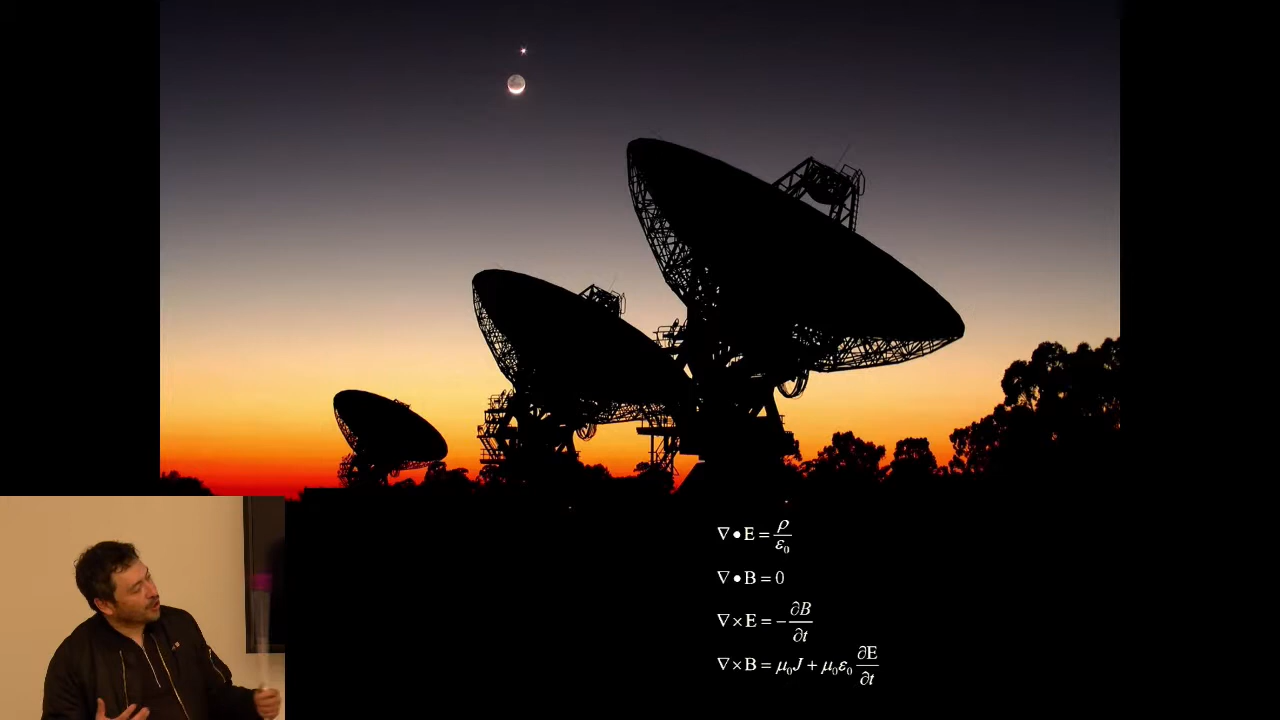 ∇•E = ρ/ε₀
∇•B = 0
∇×E = −∂B/∂t
∇×B = μ₀J + μ₀ε₀ ∂E/∂t